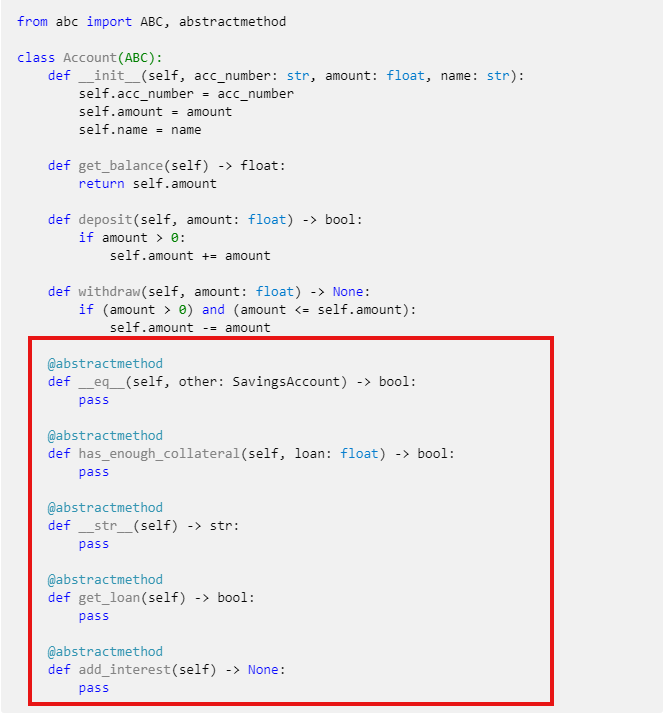 from abc import ABC, abstractmethod
class Account(ABC):
    def __init__(self, acc_number: str, amount: float, name: str):
        self.acc_number = acc_number
        self.amount = amount
        self.name = name
    def get_balance(self) -> float:
        return self.amount
    def deposit(self, amount: float) -> bool:
        if amount > 0:
            self.amount += amount
    def withdraw(self, amount: float) -> None:
        if (amount > 0) and (amount <= self.amount):
            self.amount -= amount
    @abstractmethod
    def __eq__(self, other: SavingsAccount) -> bool:
        pass
    @abstractmethod
    def has_enough_collateral(self, loan: float) -> bool:
        pass
    @abstractmethod
    def __str__(self) -> str:
        pass
    @abstractmethod
    def get_loan(self) -> bool:
        pass
    @abstractmethod
    def add_interest(self) -> None:
        pass